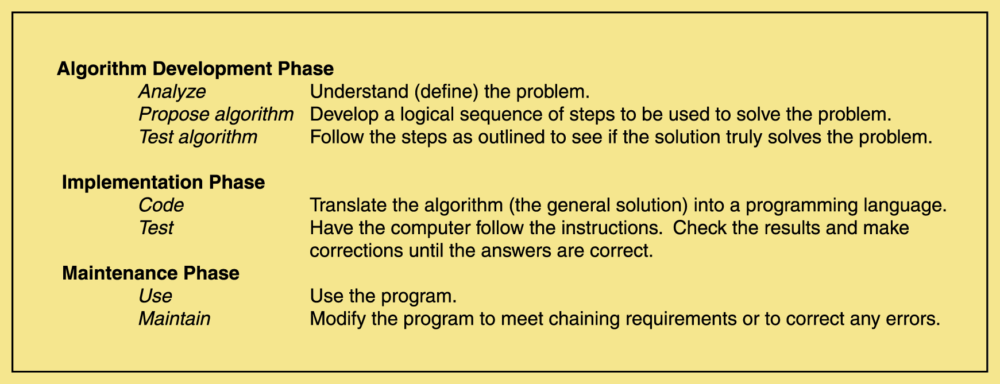 Algorithm Development Phase
Analyze Understand (define) the problem.
Propose algorithm Develop a logical sequence of steps to be used to solve the problem.
Test algorithm Follow the steps as outlined to see if the solution truly solves the problem.
Implementation Phase
Code Translate the algorithm (the general solution) into a programming language.
Test Have the computer follow the instructions.  Check the results and make
corrections until the answers are correct.
Maintenance Phase
Use Use the program.
Maintain Modify the program to meet chaining requirements or to correct any errors.